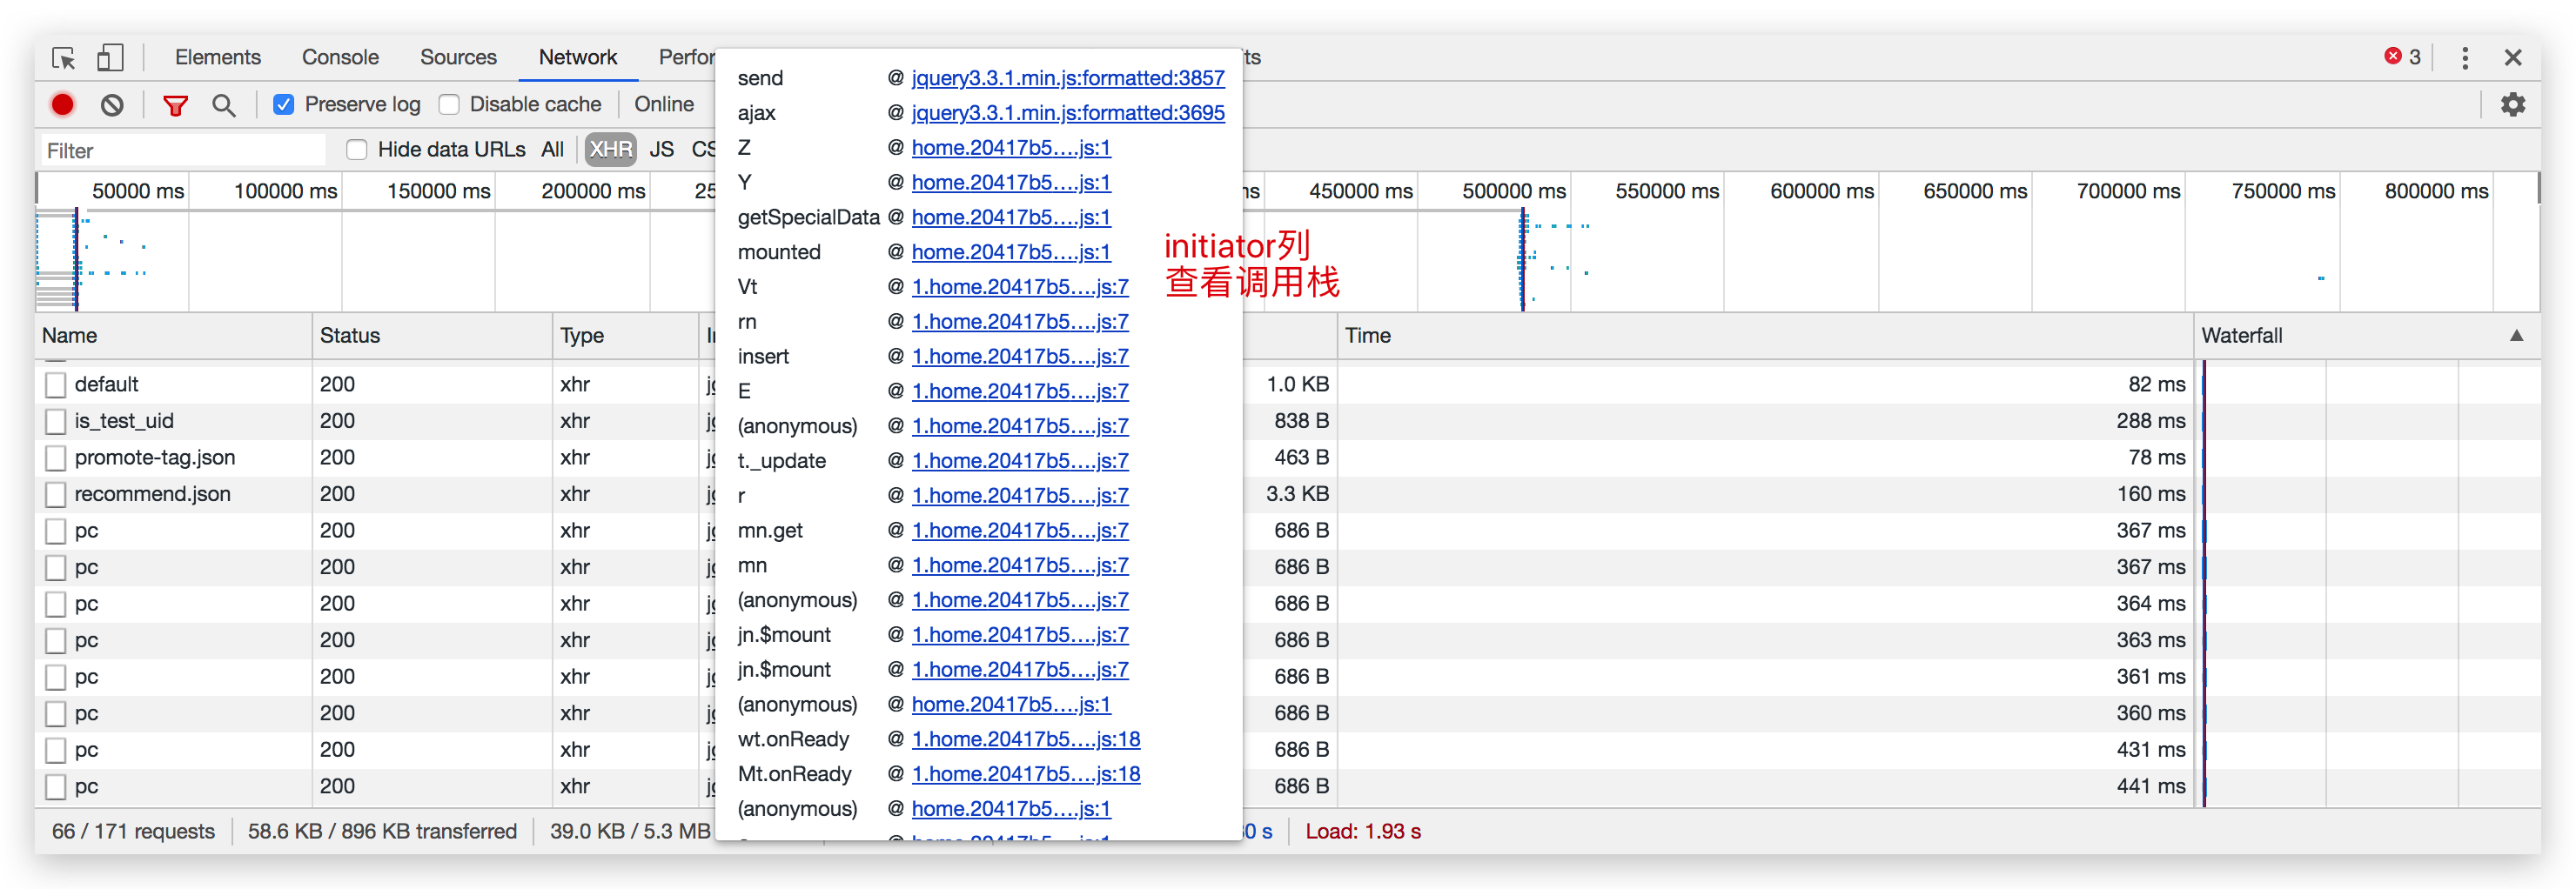 Elements Console Sources Network Perfor ts 3
Preserve log Disable cache Online
Filter Hide data URLs All XHR JS CS
50000 ms 100000 ms 150000 ms 200000 ms 25 ns 450000 ms 500000 ms 550000 ms 600000 ms 650000 ms 700000 ms 750000 ms 800000 ms
send @ jquery3.3.1.min.js:formatted:3857
ajax @ jquery3.3.1.min.js:formatted:3695
Z @ home.20417b5….js:1
Y @ home.20417b5….js:1
getSpecialData @ home.20417b5….js:1
mounted @ home.20417b5….js:1
Vt @ 1.home.20417b5….js:7
rn @ 1.home.20417b5….js:7
insert @ 1.home.20417b5….js:7
E @ 1.home.20417b5….js:7
(anonymous) @ 1.home.20417b5….js:7
t._update @ 1.home.20417b5….js:7
r @ 1.home.20417b5….js:7
mn.get @ 1.home.20417b5….js:7
mn @ 1.home.20417b5….js:7
(anonymous) @ 1.home.20417b5….js:7
jn.$mount @ 1.home.20417b5….js:7
jn.$mount @ 1.home.20417b5….js:7
(anonymous) @ home.20417b5….js:1
wt.onReady @ 1.home.20417b5….js:18
Mt.onReady @ 1.home.20417b5….js:18
(anonymous) @ home.20417b5….js:1
initiator列
查看调用栈
Name Status Type Time Waterfall
default 200 xhr 1.0 KB 82 ms
is_test_uid 200 xhr 838 B 288 ms
promote-tag.json 200 xhr 463 B 78 ms
recommend.json 200 xhr 3.3 KB 160 ms
pc 200 xhr 686 B 367 ms
pc 200 xhr 686 B 367 ms
pc 200 xhr 686 B 364 ms
pc 200 xhr 686 B 363 ms
pc 200 xhr 686 B 361 ms
pc 200 xhr 686 B 360 ms
pc 200 xhr 686 B 431 ms
pc 200 xhr 686 B 441 ms
66 / 171 requests 58.6 KB / 896 KB transferred 39.0 KB / 5.3 MB 0 s Load: 1.93 s